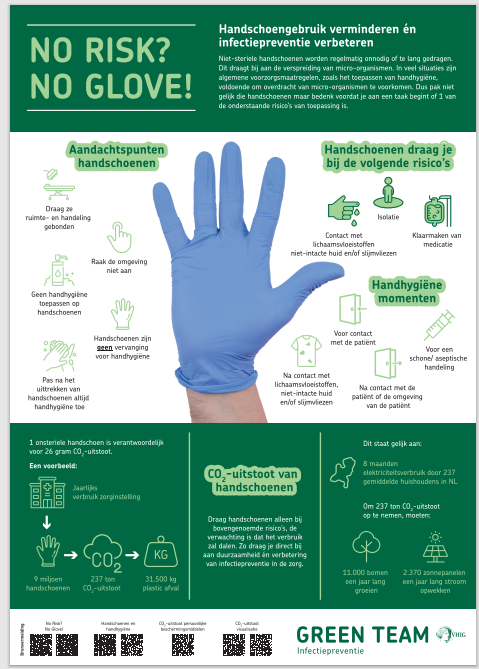 NO RISK?
NO GLOVE!
Handschoengebruik verminderen én
infectiepreventie verbeteren
Niet-steriele handschoenen worden regelmatig onnodig of te lang gedragen.
Dit draagt bij aan de verspreiding van micro-organismen. In veel situaties zijn
algemene voorzorgsmaatregelen, zoals het toepassen van handhygiëne,
voldoende om overdracht van micro-organismen te voorkomen. Dus pak niet
gelijk die handschoenen maar bedenk voordat je aan een taak begint of 1 van
de onderstaande risico's van toepassing is.
Aandachtspunten
handschoenen
Draag ze
ruimte- en handeling
gebonden
Raak de omgeving
niet aan
Geen handhygiëne
toepassen op
handschoenen
Handschoenen zijn
geen vervanging
voor handhygiëne
Pas na het
uittrekken van
handschoenen altijd
handhygiëne toe
Handschoenen draag je
bij de volgende risico's
Contact met
lichaamsvloeistoffen
niet-intacte huid en/of slijmvliezen
Isolatie
Klaarmaken van
medicatie
Handhygiëne
momenten
Voor contact
met de patiënt
Voor een
schone/ aseptische
handeling
Na contact met
lichaamsvloeistoffen,
niet-intacte huid
en/of slijmvliezen
Na contact met de
patiënt of de omgeving
van de patiënt
1 onsteriele handschoen is verantwoordelijk
voor 26 gram CO₂-uitstoot.
Een voorbeeld:
Jaarlijks
verbruik zorginstelling
CO₂
KG
9 miljoen
handschoenen
237 ton
CO₂-uitstoot
31.500 kg
plastic afval
CO₂-uitstoot van
handschoenen
Draag handschoenen alleen bij
bovengenoemde risico's, de
verwachting is dat het verbruik
zal dalen. Zo draag je direct bij
aan duurzaamheid én verbetering
van infectiepreventie in de zorg.
Dit staat gelijk aan:
8 maanden
elektriciteitsverbruik door 237
gemiddelde huishoudens in NL
Om 237 ton CO₂-uitstoot
op te nemen, moeten:
11.000 bomen
een jaar lang
groeien
2.370 zonnepanelen
een jaar lang stroom
opwekken
Bronvermelding
No Risk?
No Glove!
Handschoenen en
handhygiëne
CO₂-uitstoot persoonlijke
beschermingsmiddelen
CO₂-uitstoot
visualisatie
GREEN TEAM
Infectiepreventie
VHIG